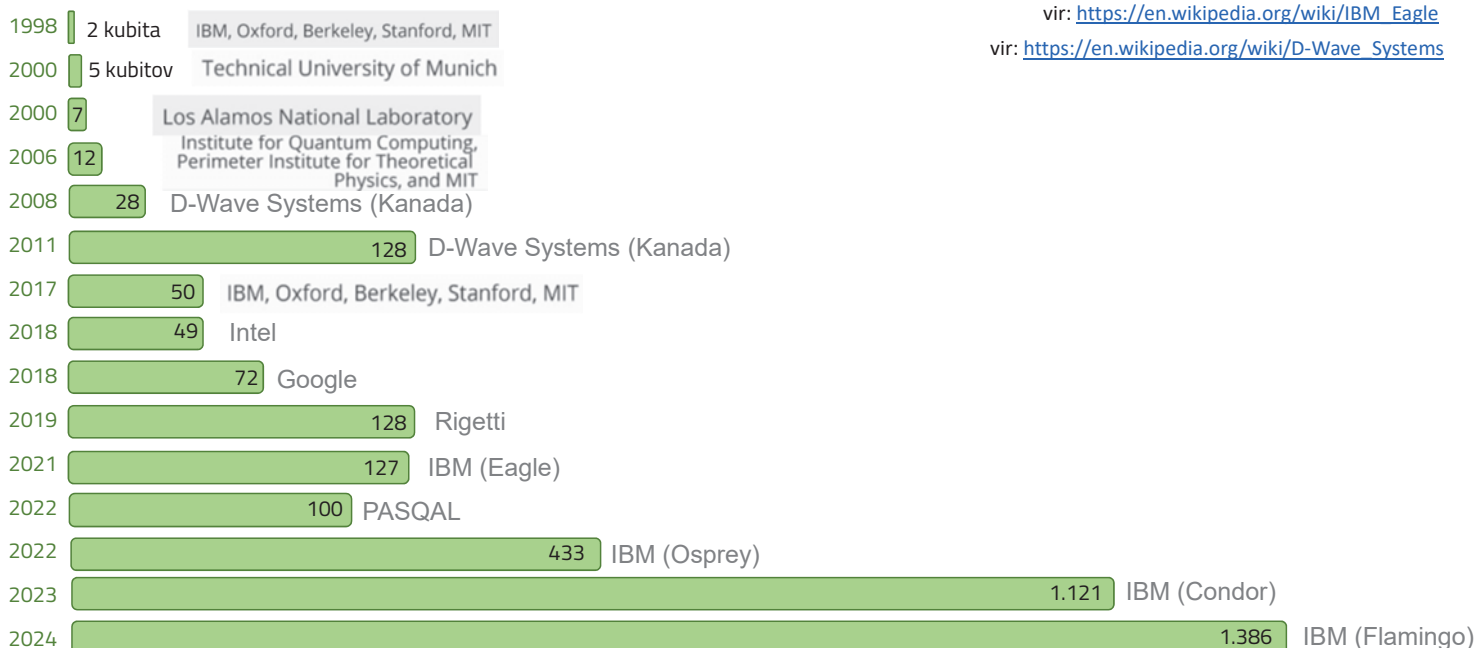 vir: https://en.wikipedia.org/wiki/IBM_Eagle
vir: https://en.wikipedia.org/wiki/D-Wave_Systems
1998 2 kubita IBM, Oxford, Berkeley, Stanford, MIT
2000 5 kubitov Technical University of Munich
2000 7 Los Alamos National Laboratory
2006 12 Institute for Quantum Computing,
Perimeter Institute for Theoretical
Physics, and MIT
2008 28 D-Wave Systems (Kanada)
2011 128 D-Wave Systems (Kanada)
2017 50 IBM, Oxford, Berkeley, Stanford, MIT
2018 49 Intel
2018 72 Google
2019 128 Rigetti
2021 127 IBM (Eagle)
2022 100 PASQAL
2022 433 IBM (Osprey)
2023 1.121 IBM (Condor)
2024 1.386 IBM (Flamingo)